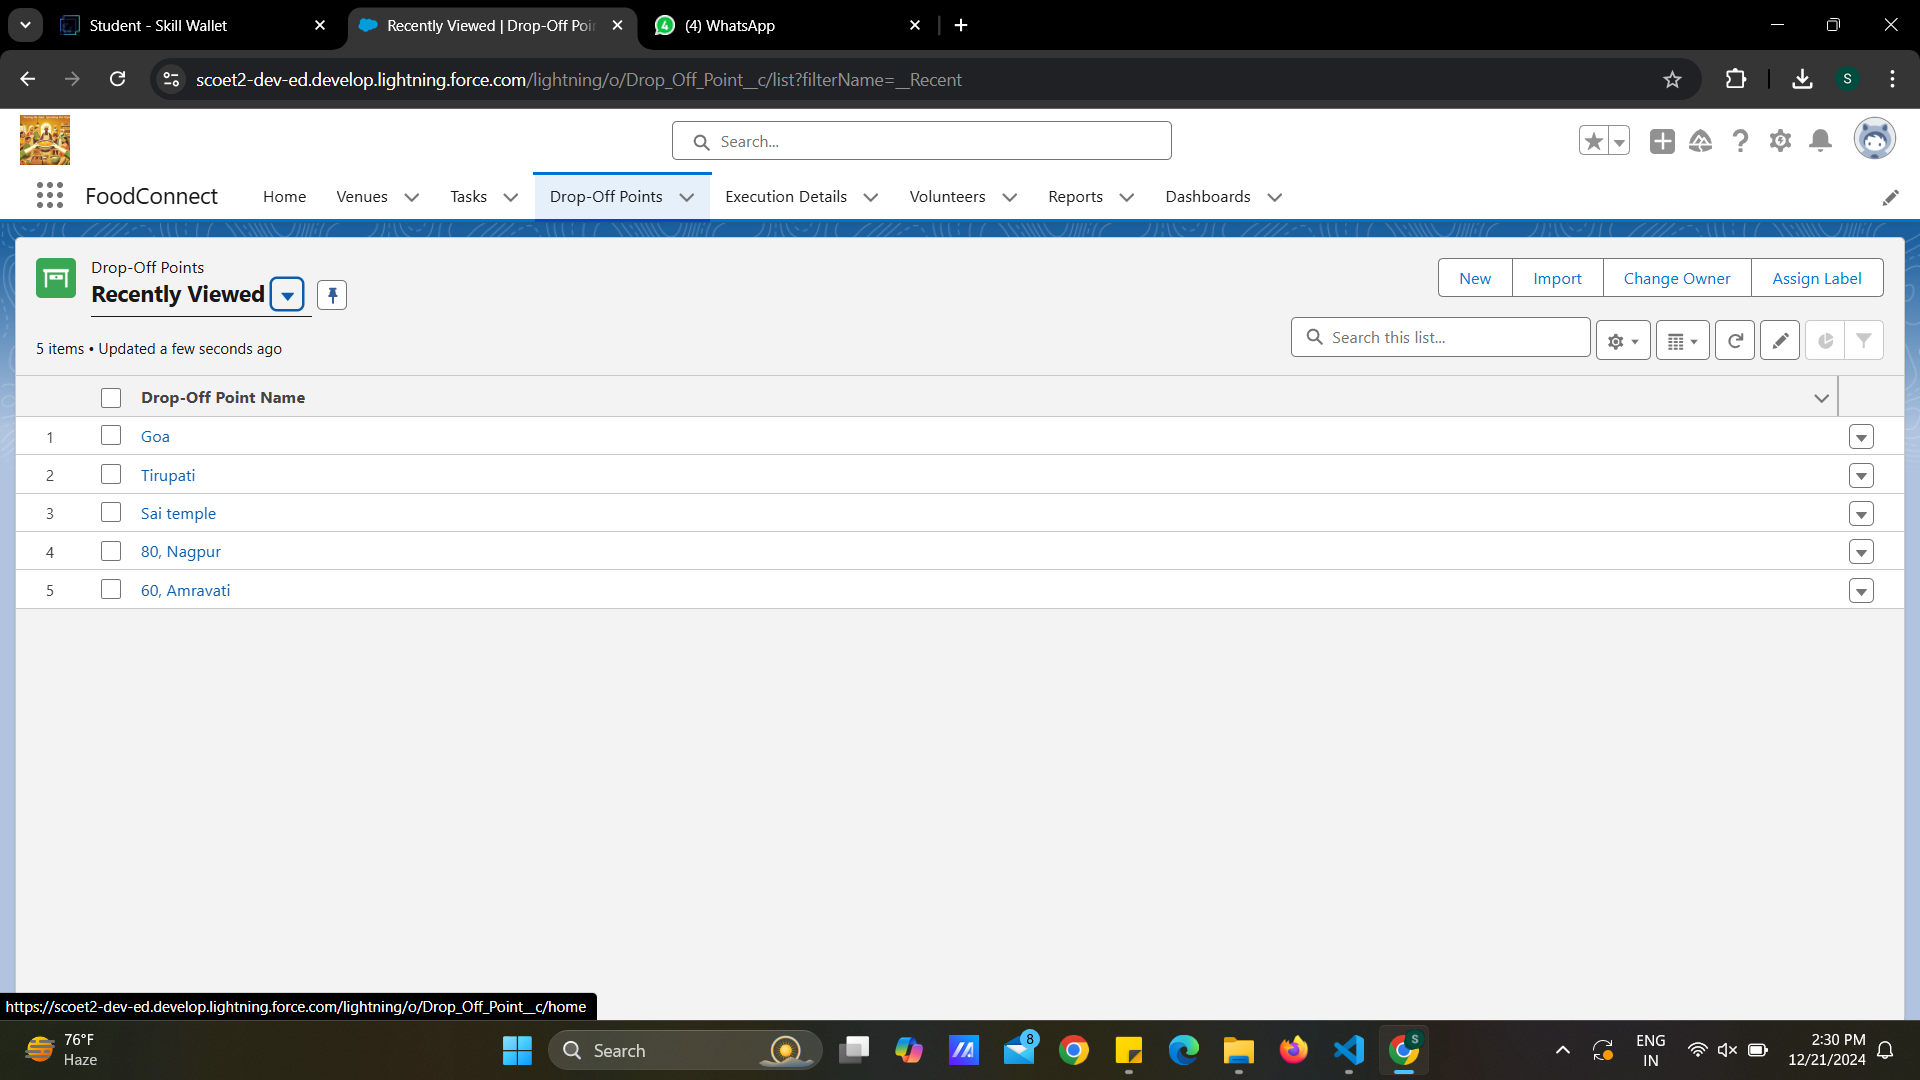 Student - Skill Wallet
Recently Viewed | Drop-Off Poi
(4) WhatsApp
scoet2-dev-ed.develop.lightning.force.com/lightning/o/Drop_Off_Point__c/list?filterName=__Recent
S
Search...
FoodConnect
Home
Venues
Tasks
Drop-Off Points
Execution Details
Volunteers
Reports
Dashboards
Drop-Off Points
Recently Viewed
New
Import
Change Owner
Assign Label
5 items • Updated a few seconds ago
Search this list...
Drop-Off Point Name
1 Goa
2 Tirupati
3 Sai temple
4 80, Nagpur
5 60, Amravati
https://scoet2-dev-ed.develop.lightning.force.com/lightning/o/Drop_Off_Point__c/home
76°F
Haze
Search
8
S
ENG
IN
2:30 PM
12/21/2024